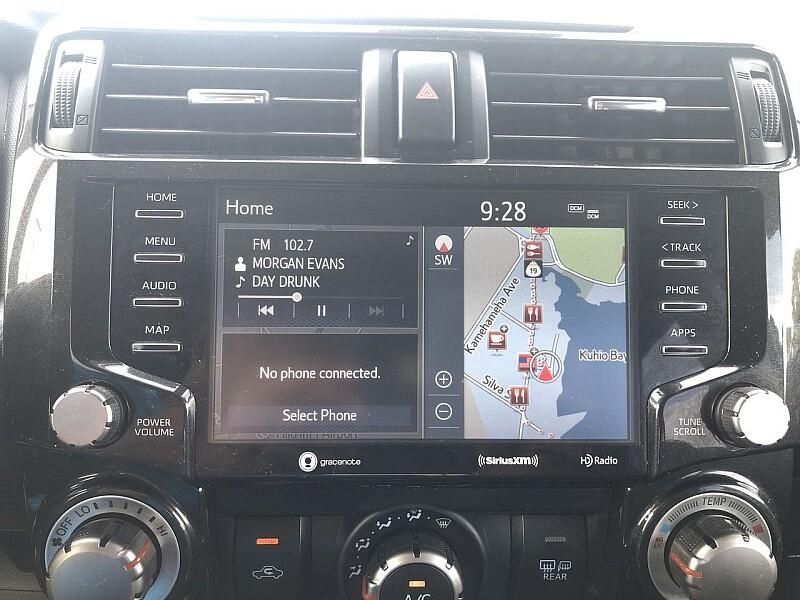 HOME
MENU
AUDIO
MAP
POWER
VOLUME
Home
9:28
DCM
DCM
FM 102.7
MORGAN EVANS
DAY DRUNK
No phone connected.
Select Phone
SW
19
Kamehameha Ave
Kuhio Bay
Silva S
SEEK >
< TRACK
PHONE
APPS
TUNE
SCROLL
gracenote
((SiriusXM))
HD Radio
OFF LO HI
A/C
REAR
TEMP